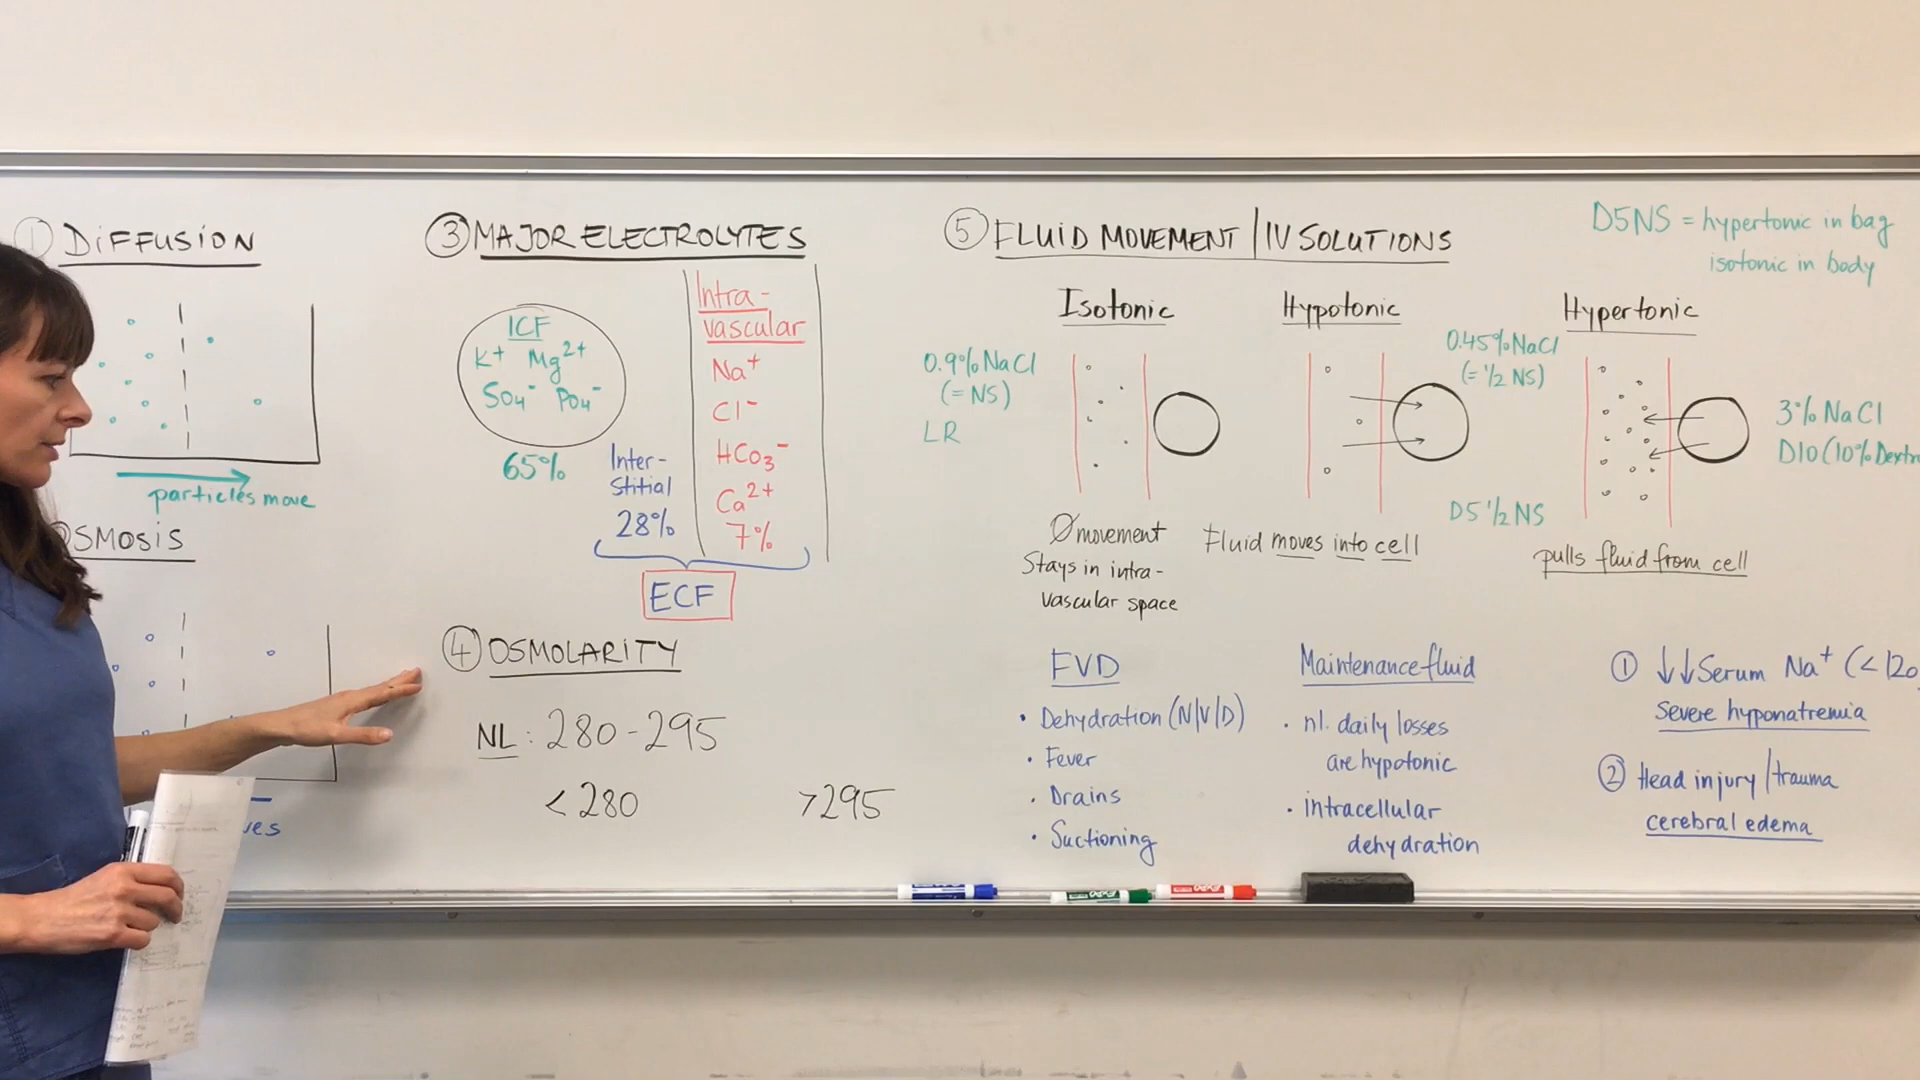 ① DiFFUSION
particles move
OSMOSIS
ves
③ MAJOR ELECTROLYTES
ICF
K⁺ Mg²⁺
SO₄⁻ PO₄⁻
65%
Inter-
stitial
28%
Intra-
vascular
Na⁺
Cl⁻
HCO₃⁻
Ca²⁺
7%
ECF
④ OSMOLARiTY
NL: 280-295
<280 >295
⑤ FLUID MOVEMENT/IV SOLUTIONS
D5NS = hypertonic in bag
isotonic in body
Isotonic
0.9% NaCl
(= NS)
LR
Ømovement
Stays in intra-
vascular space
FVD
• Dehydration (N/V/D)
• Fever
• Drains
• Suctioning
Hypotonic
0.45% NaCl
(= ½ NS)
D5 ½ NS
Fluid moves into cell
Maintenance fluid
• nl. daily losses
are hypotonic
• intracellular
dehydration
Hypertonic
3% NaCl
D10 (10% Dextro
pulls fluid from cell
① ↓↓ Serum Na⁺ (<120
Severe hyponatremia
② Head injury/trauma
cerebral edema